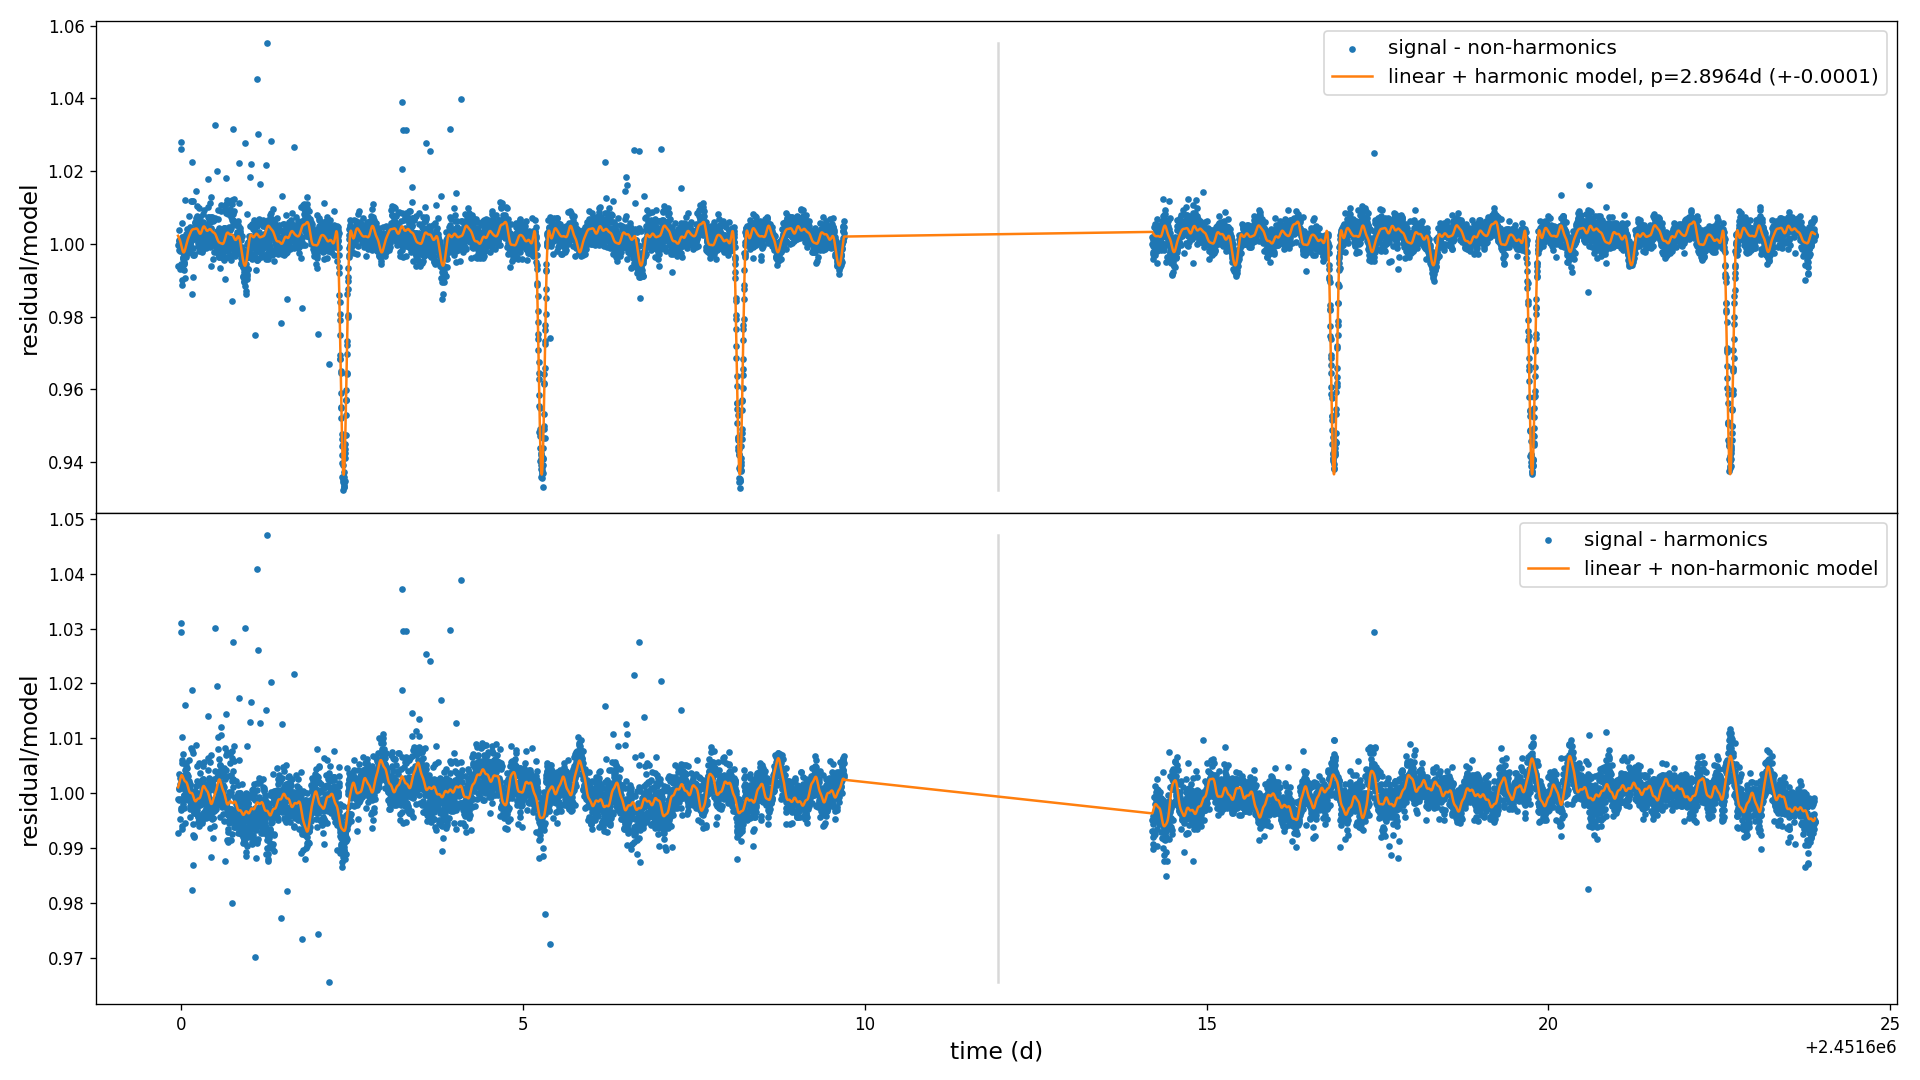 1.06
1.04
1.02
1.00
0.98
0.96
0.94
residual/model
signal - non-harmonics
linear + harmonic model, p=2.8964d (+-0.0001)
1.05
1.04
1.03
1.02
1.01
1.00
0.99
0.98
0.97
residual/model
signal - harmonics
linear + non-harmonic model
0
5
10
15
20
25
time (d)
+2.4516e6